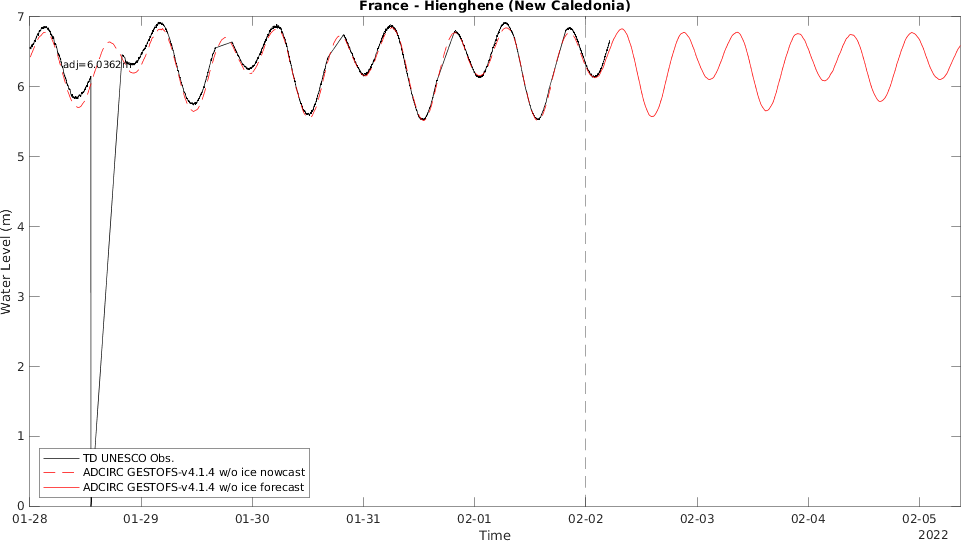 France - Hienghene (New Caledonia)
7
6
5
4
3
2
1
0
Water Level (m)
adj=6.0362m
TD UNESCO Obs.
ADCIRC GESTOFS-v4.1.4 w/o ice nowcast
ADCIRC GESTOFS-v4.1.4 w/o ice forecast
01-28 01-29 01-30 01-31 02-01 02-02 02-03 02-04 02-05
Time
2022